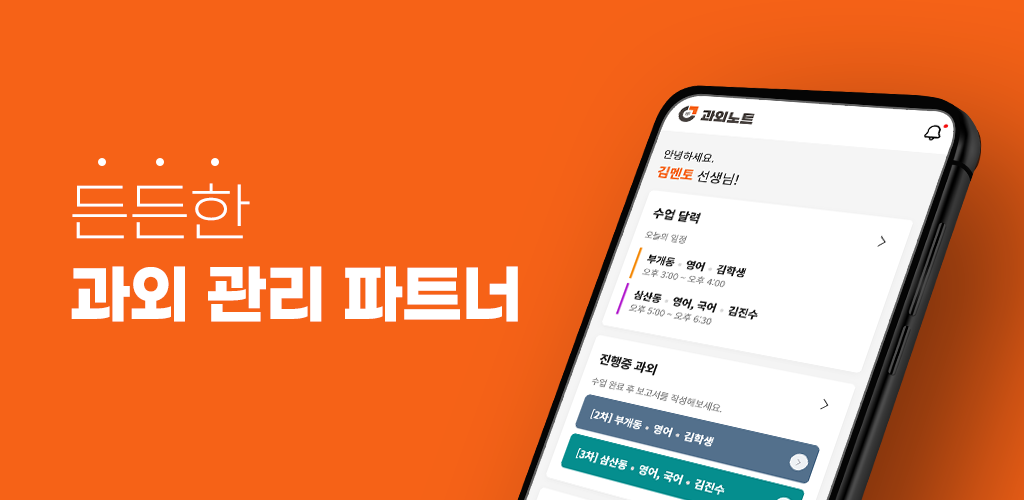 든든한
과외 관리 파트너
과외노트
안녕하세요.
김멘토 선생님!
수업 달력
오늘의 일정
부개동 • 영어 • 김학생
오후 3:00 ~ 오후 4:00
삼산동 • 영어, 국어 • 김진수
오후 5:00 ~ 오후 6:30
진행중 과외
수업 완료 후 보고서를 작성해보세요.
[2차] 부개동 • 영어 • 김학생
[3차] 삼산동 • 영어, 국어 • 김진수